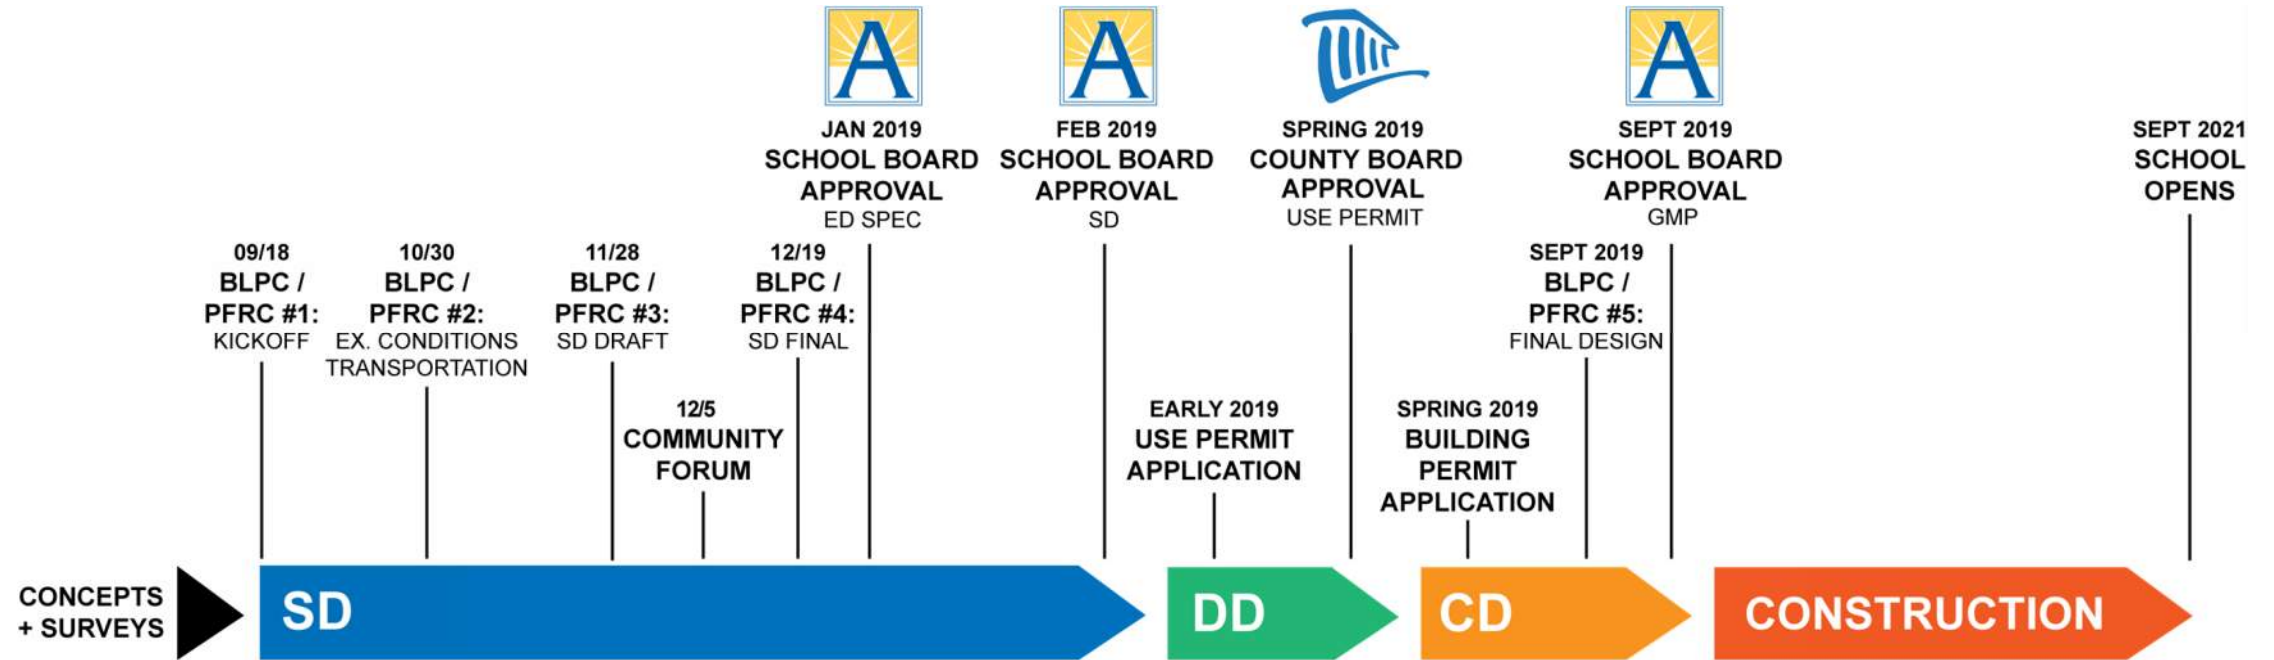 A
A
A
JAN 2019
SCHOOL BOARD
APPROVAL
ED SPEC
FEB 2019
SCHOOL BOARD
APPROVAL
SD
SPRING 2019
COUNTY BOARD
APPROVAL
USE PERMIT
SEPT 2019
SCHOOL BOARD
APPROVAL
GMP
SEPT 2021
SCHOOL
OPENS
09/18
BLPC /
PFRC #1:
KICKOFF
10/30
BLPC /
PFRC #2:
EX. CONDITIONS
TRANSPORTATION
11/28
BLPC /
PFRC #3:
SD DRAFT
12/19
BLPC /
PFRC #4:
SD FINAL
SEPT 2019
BLPC /
PFRC #5:
FINAL DESIGN
12/5
COMMUNITY
FORUM
EARLY 2019
USE PERMIT
APPLICATION
SPRING 2019
BUILDING
PERMIT
APPLICATION
CONCEPTS
+ SURVEYS
SD
DD
CD
CONSTRUCTION